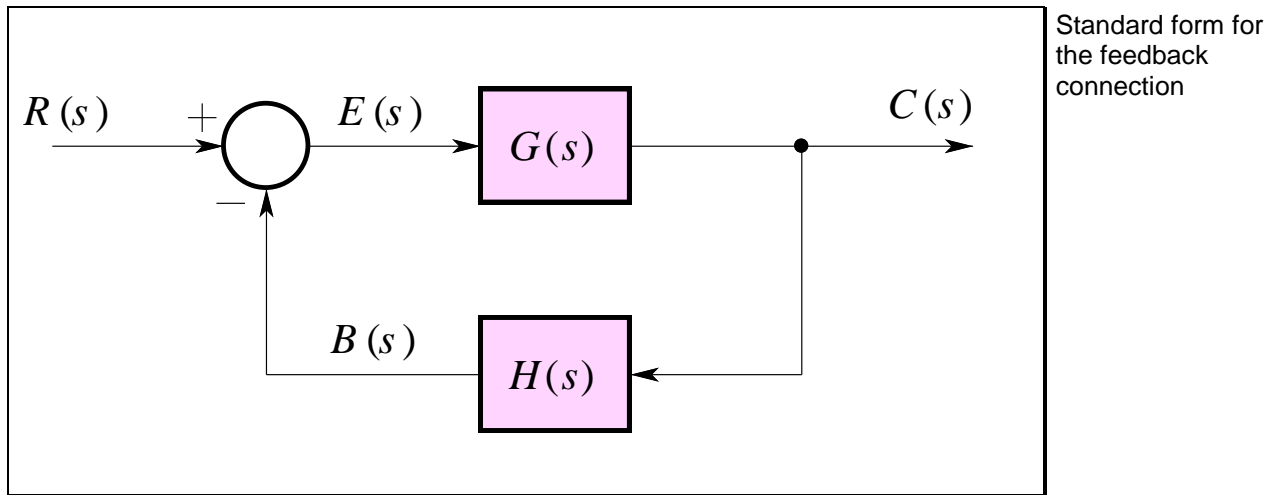 Standard form for
the feedback
connection
R(s) + E(s) G(s) C(s)
−
B(s) H(s)